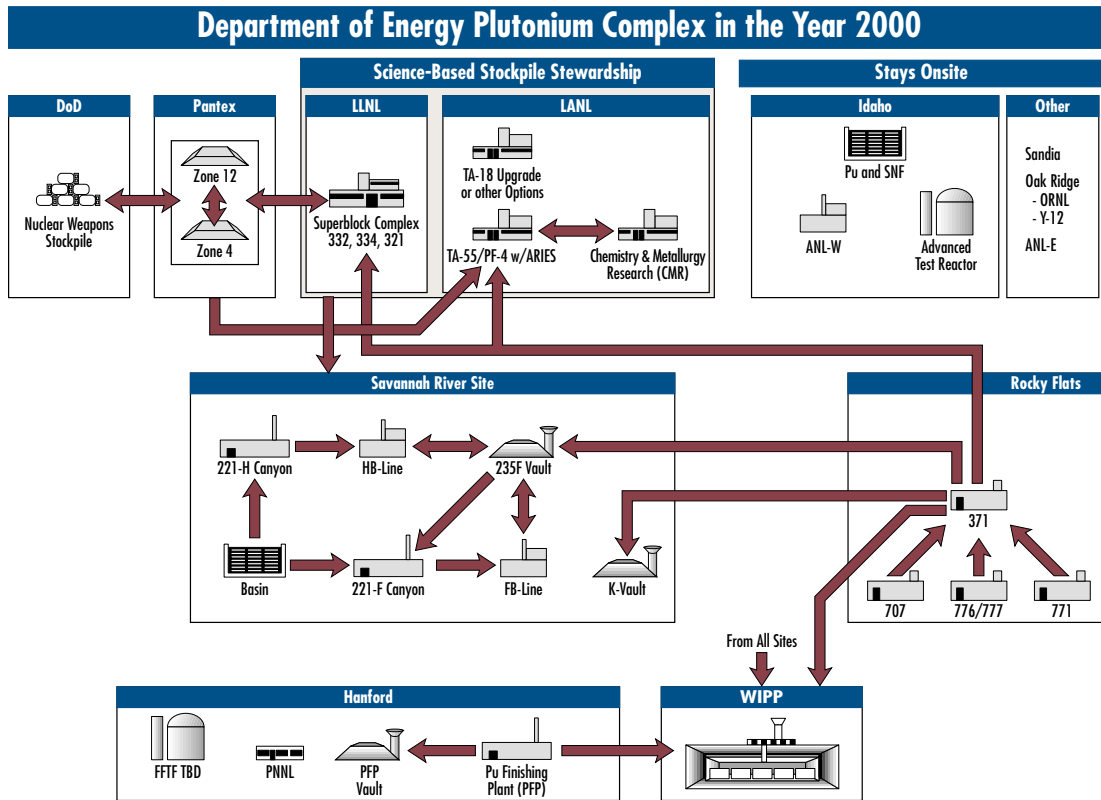 Department of Energy Plutonium Complex in the Year 2000
Science-Based Stockpile Stewardship
Stays Onsite
DoD
Pantex
LLNL
LANL
Idaho
Other
Nuclear Weapons
Stockpile
Zone 12
Zone 4
Superblock Complex
332, 334, 321
TA-18 Upgrade
or other Options
TA-55/PF-4 w/ARIES
Chemistry & Metallurgy
Research (CMR)
Pu and SNF
ANL-W
Advanced
Test Reactor
Sandia
Oak Ridge
- ORNL
- Y-12
ANL-E
Savannah River Site
Rocky Flats
221-H Canyon
HB-Line
235F Vault
371
Basin
221-F Canyon
FB-Line
K-Vault
707
776/777
771
From All Sites
Hanford
WIPP
FFTF TBD
PNNL
PFP
Vault
Pu Finishing
Plant (PFP)